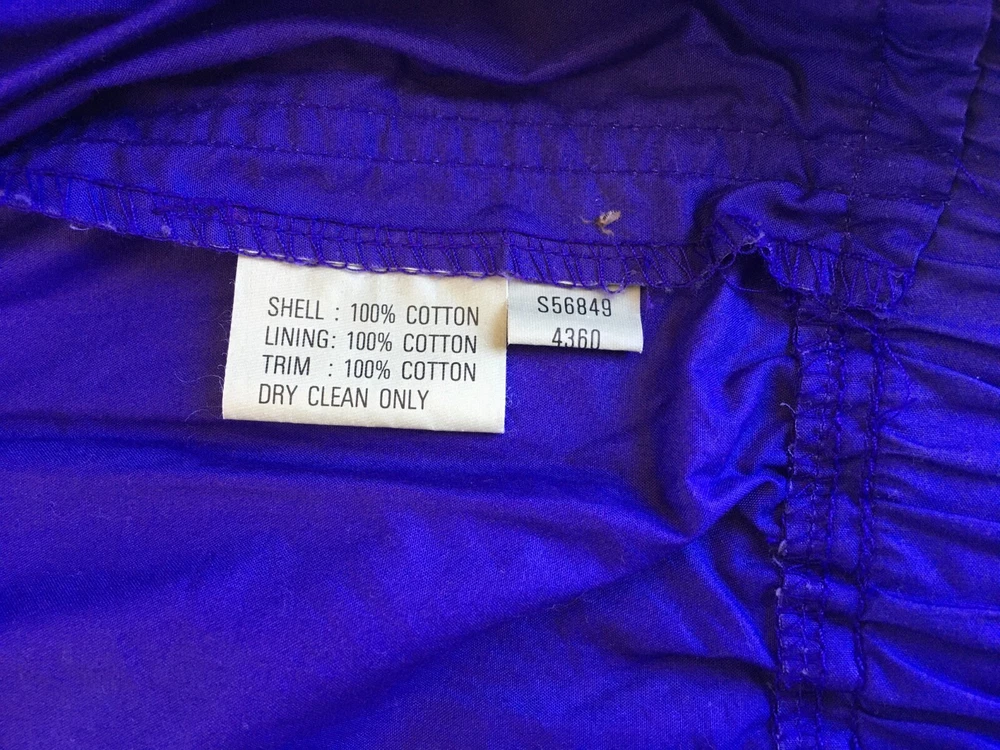 SHELL : 100% COTTON
LINING: 100% COTTON
TRIM : 100% COTTON
DRY CLEAN ONLY
S56849
4360